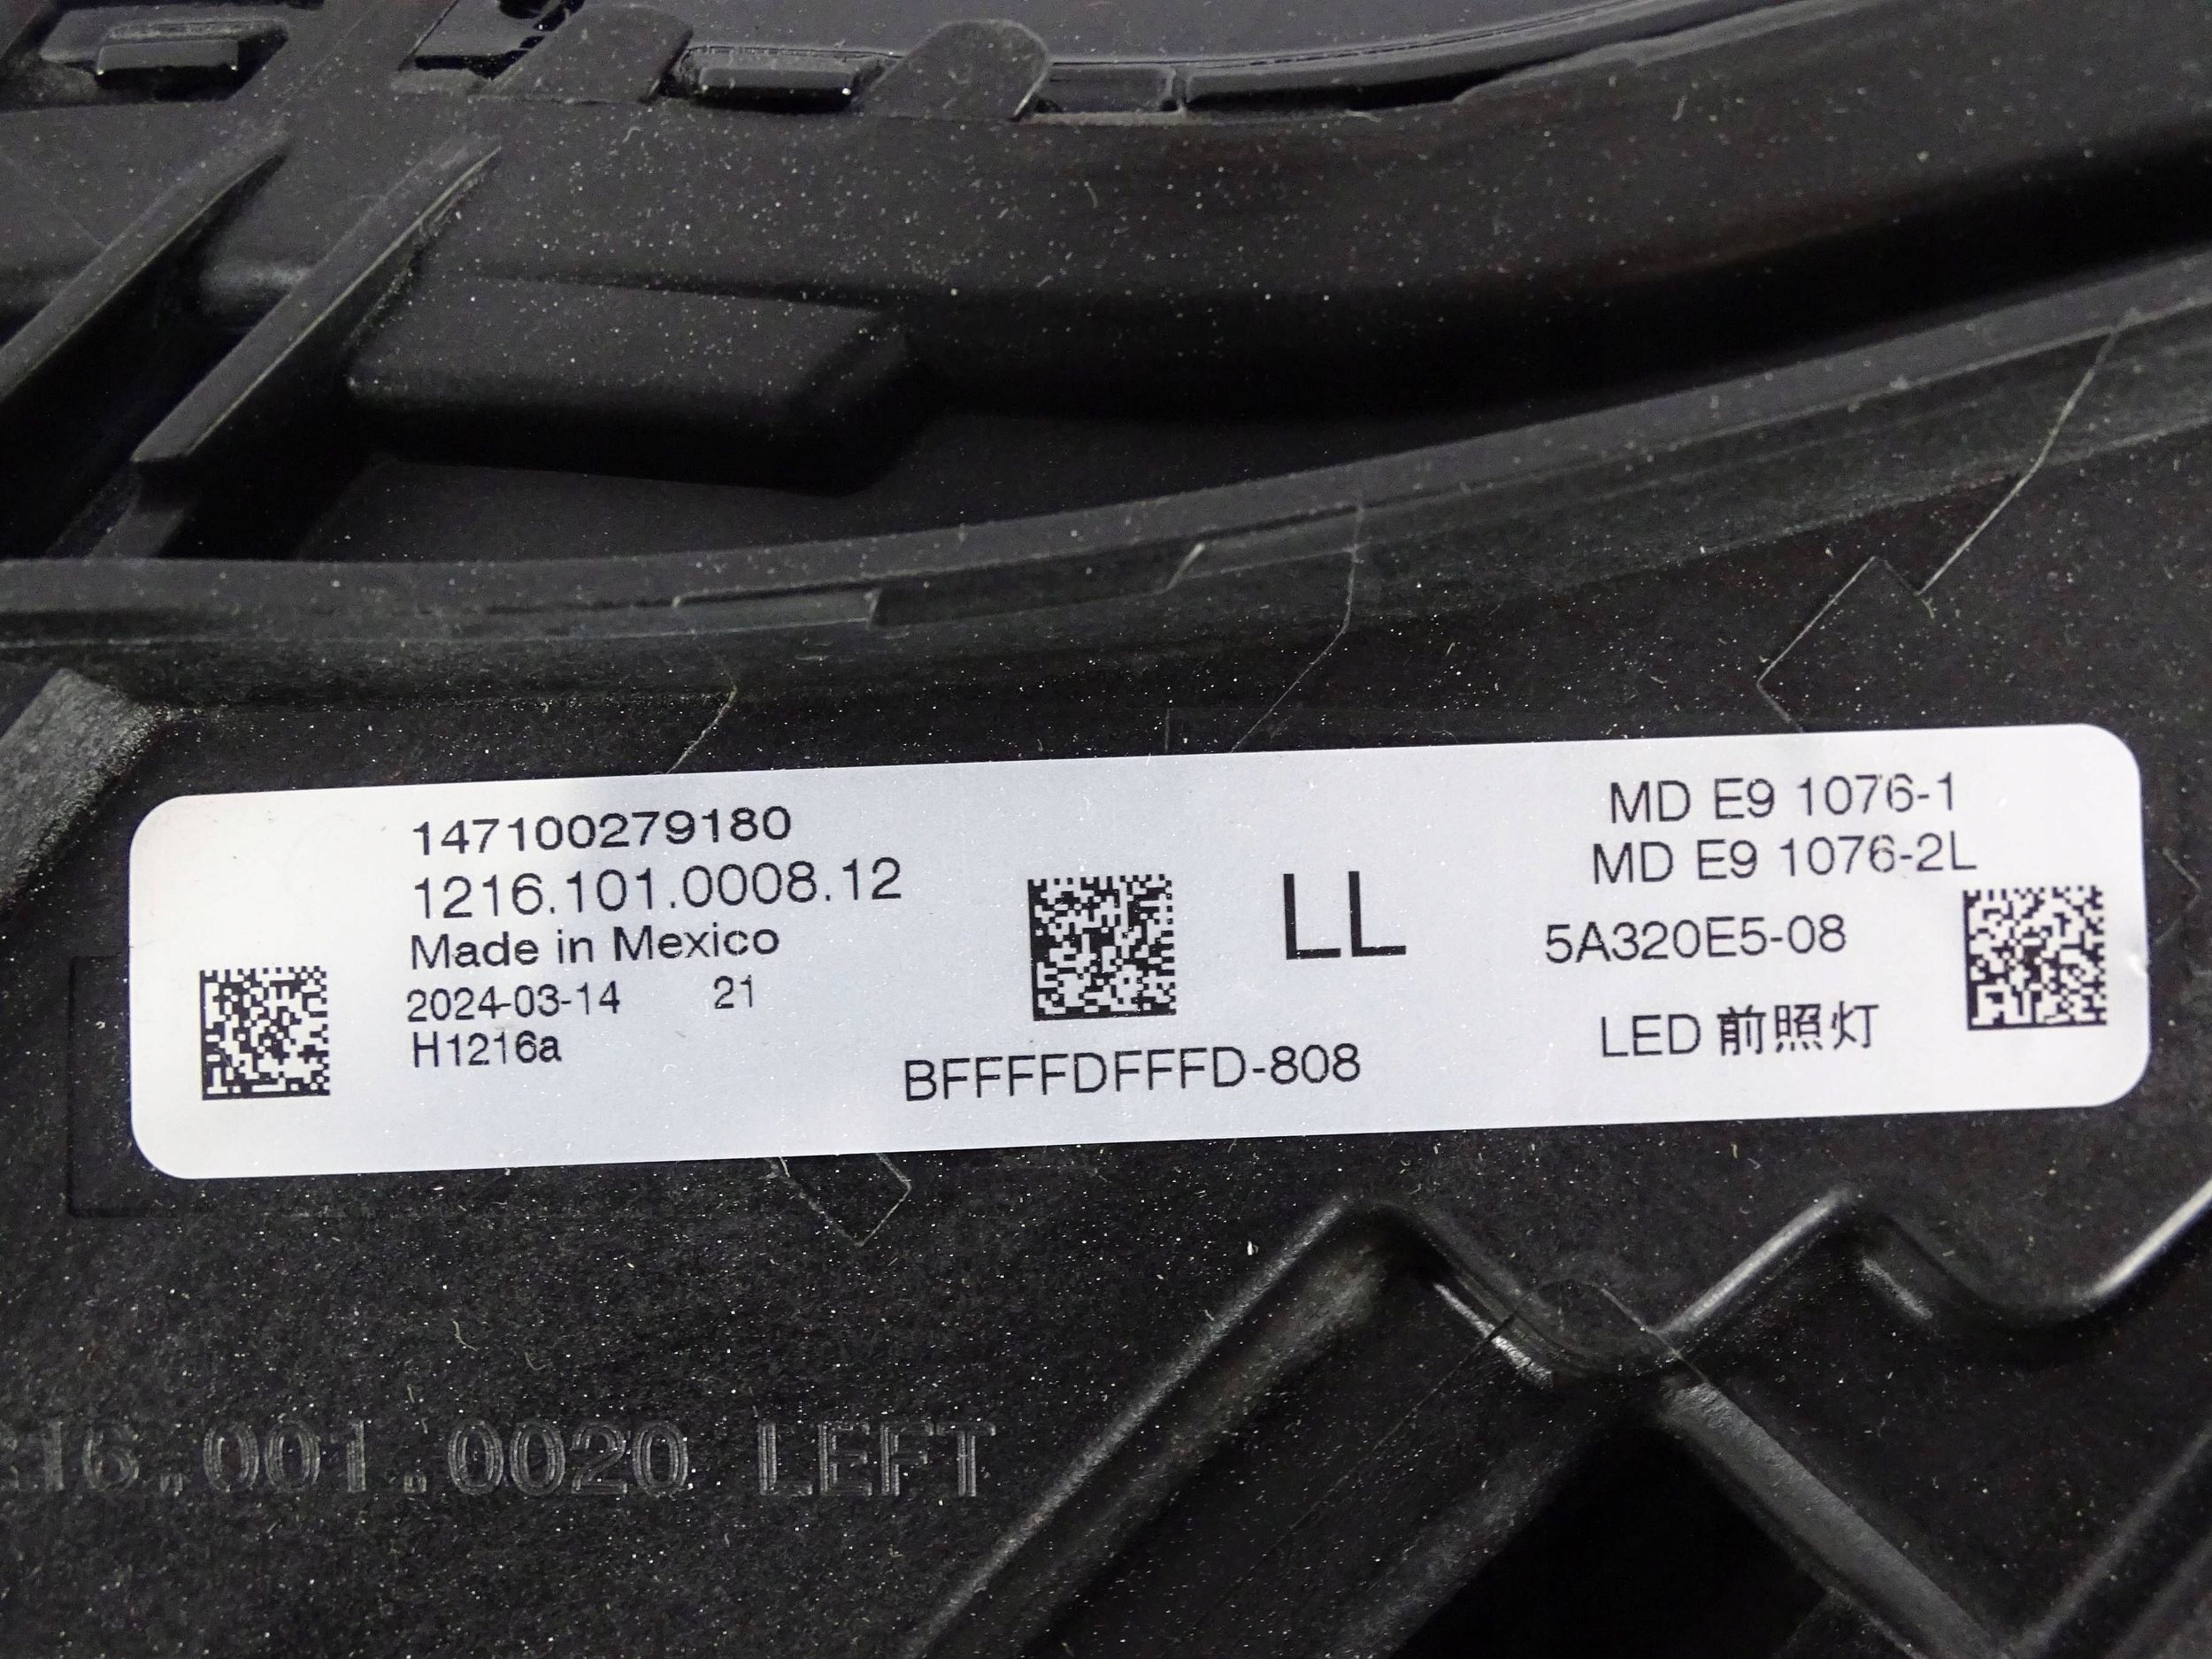 147100279180
1216.101.0008.12
Made in Mexico
2024-03-14 21
H1216a
LL
BFFFFDFFFD-808
MD E9 1076-1
MD E9 1076-2L
5A320E5-08
LED 前照灯
16.001.0020 LEFT